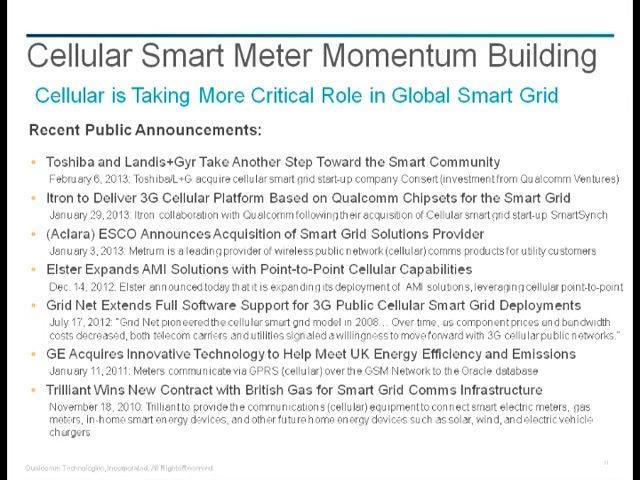 Cellular Smart Meter Momentum Building
Cellular is Taking More Critical Role in Global Smart Grid
Recent Public Announcements:
• Toshiba and Landis+Gyr Take Another Step Toward the Smart Community
February 6, 2013: Toshiba/L+G acquire cellular smart grid start-up company Consert (investment from Qualcomm Ventures)
• Itron to Deliver 3G Cellular Platform Based on Qualcomm Chipsets for the Smart Grid
January 29, 2013: Itron collaboration with Qualcomm following their acquisition of Cellular smart grid start-up SmartSynch
• (Aclara) ESCO Announces Acquisition of Smart Grid Solutions Provider
January 3, 2013: Metrum is a leading provider of wireless public network (cellular) comms products for utility customers
• Elster Expands AMI Solutions with Point-to-Point Cellular Capabilities
Dec. 14, 2012: Elster announced today that it is expanding its deployment of AMI solutions, leveraging cellular point-to-point
• Grid Net Extends Full Software Support for 3G Public Cellular Smart Grid Deployments
July 17, 2012: "Grid Net pioneered the cellular smart grid model in 2008… Over time, as component prices and bandwidth
costs decreased, both telecom carriers and utilities signaled a willingness to move forward with 3G cellular public networks."
• GE Acquires Innovative Technology to Help Meet UK Energy Efficiency and Emissions
January 11, 2011: Meters communicate via GPRS (cellular) over the GSM Network to the Oracle database
• Trilliant Wins New Contract with British Gas for Smart Grid Comms Infrastructure
November 18, 2010: Trilliant to provide the communications (cellular) equipment to connect smart electric meters, gas
meters, in-home smart energy devices, and other future home energy devices such as solar, wind, and electric vehicle
chargers
Qualcomm Technologies, Incorporated. All Rights Reserved.